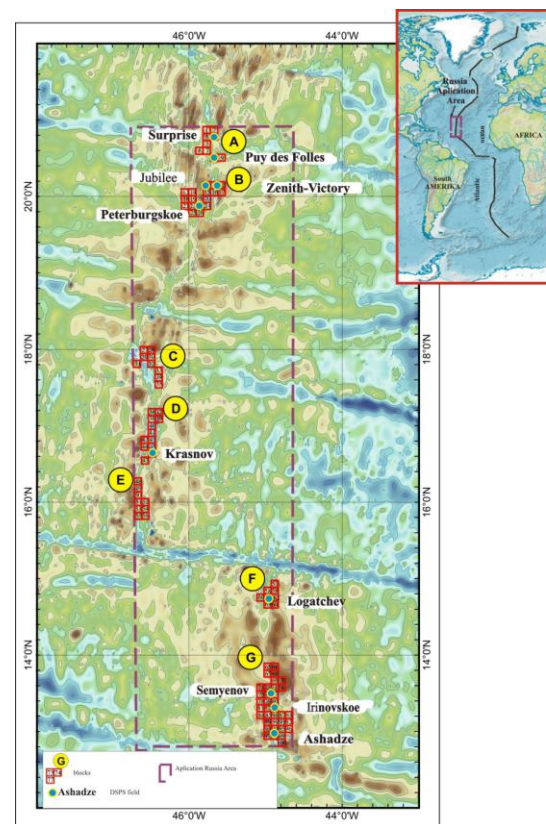 46°0'W
44°0'W
Surprise
A
Puy des Folles
Jubilee
B
Zenith-Victory
20°0'N
20°0'N
Peterburgskoe
18°0'N
C
18°0'N
D
Krasnov
E
16°0'N
16°0'N
F
Logatchev
14°0'N
G
14°0'N
Semyenov
Irinovskoe
Ashadze
G
blocks
Aplication Russia Area
Ashadze
DSPS field
46°0'W
44°0'W
Russia
Aplication
Area
AFRICA
South
AMERIKA
Atlantic